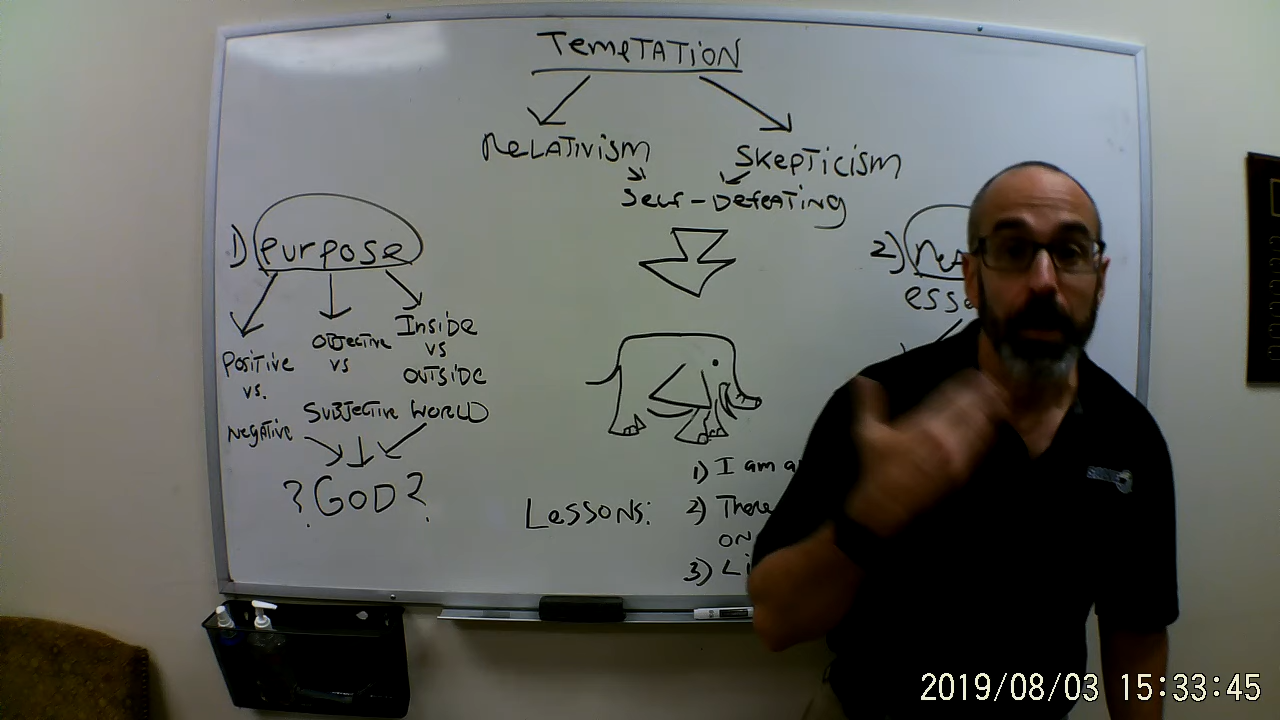 TEMPTATION
RELATIVISM
SKEPTICISM
SELF-DEFEATING
1) PURPOSE
2)
POSITIVE
vs.
NEGATIVE
OBJECTIVE
vs
SUBJECTIVE
INSIDE
vs
OUTSIDE
WORLD
?GOD?
LESSONS:
1) I am
2) There
ON
3)
2019/08/03 15:33:45